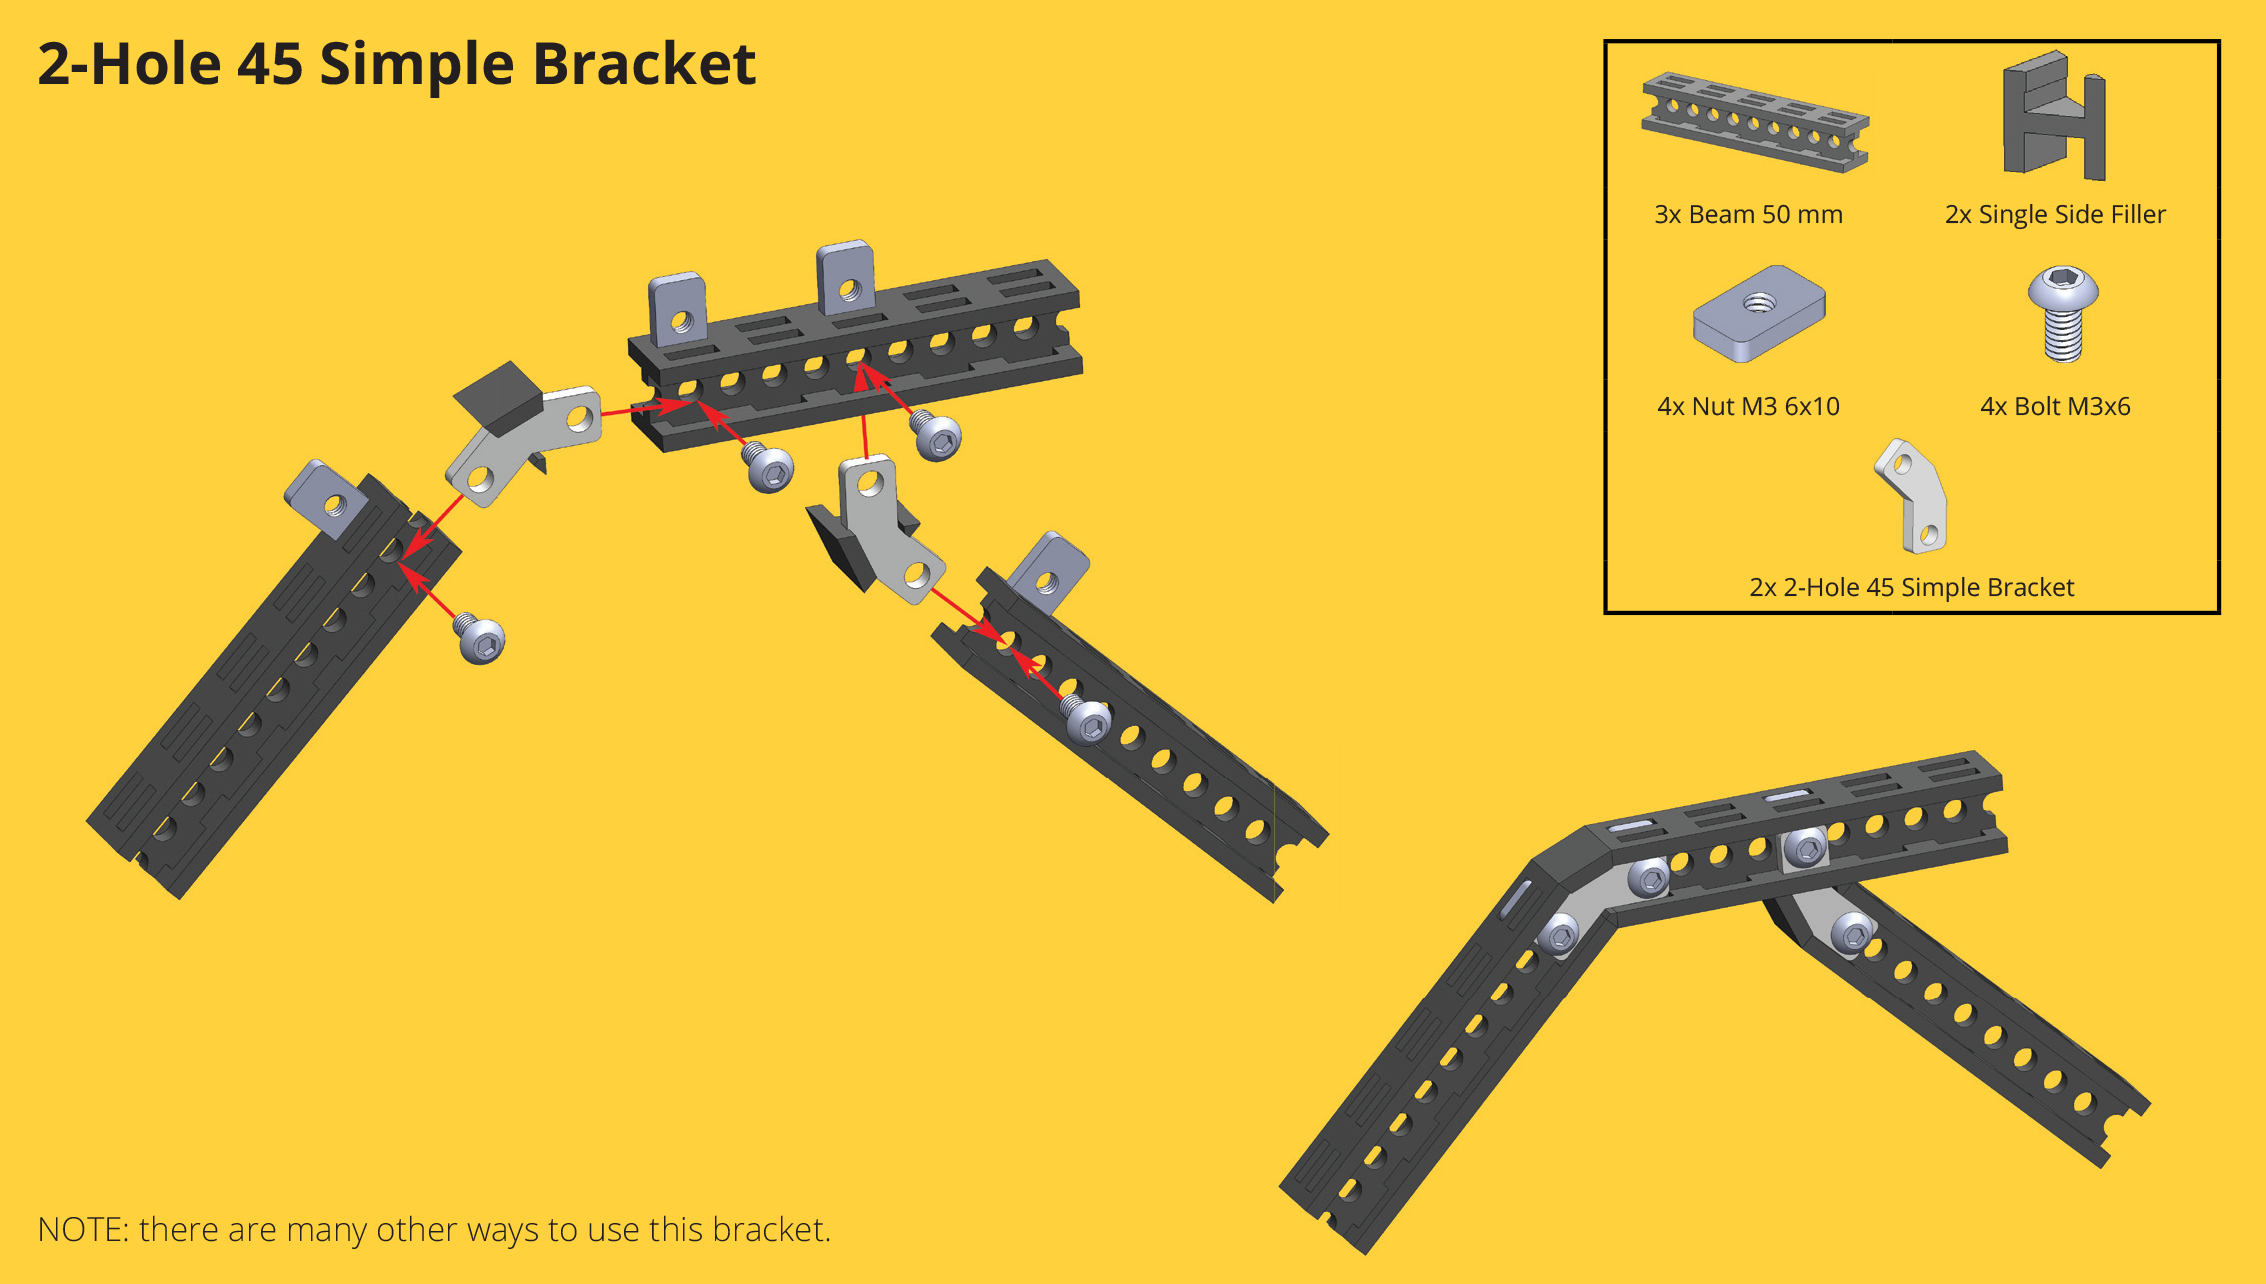 2-Hole 45 Simple Bracket
3x Beam 50 mm
2x Single Side Filler
4x Nut M3 6x10
4x Bolt M3x6
2x 2-Hole 45 Simple Bracket
NOTE: there are many other ways to use this bracket.